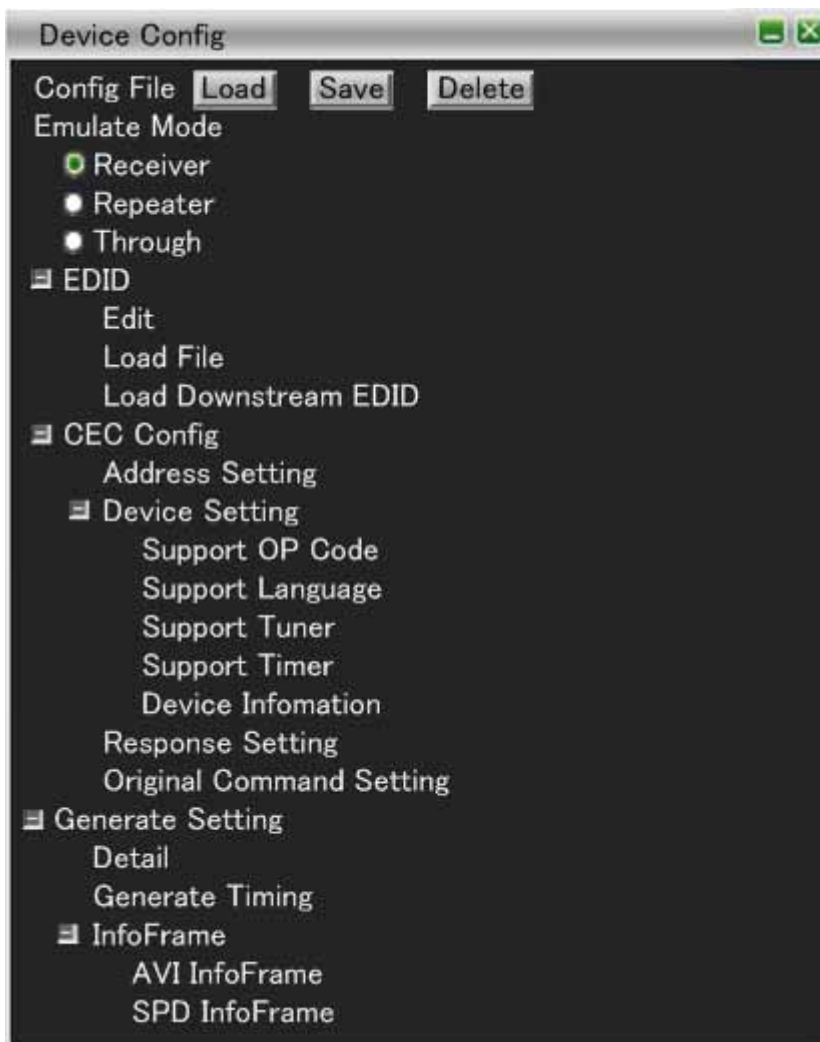 Device Config
Config File Load Save Delete
Emulate Mode
Receiver
Repeater
Through
EDID
Edit
Load File
Load Downstream EDID
CEC Config
Address Setting
Device Setting
Support OP Code
Support Language
Support Tuner
Support Timer
Device Infomation
Response Setting
Original Command Setting
Generate Setting
Detail
Generate Timing
InfoFrame
AVI InfoFrame
SPD InfoFrame